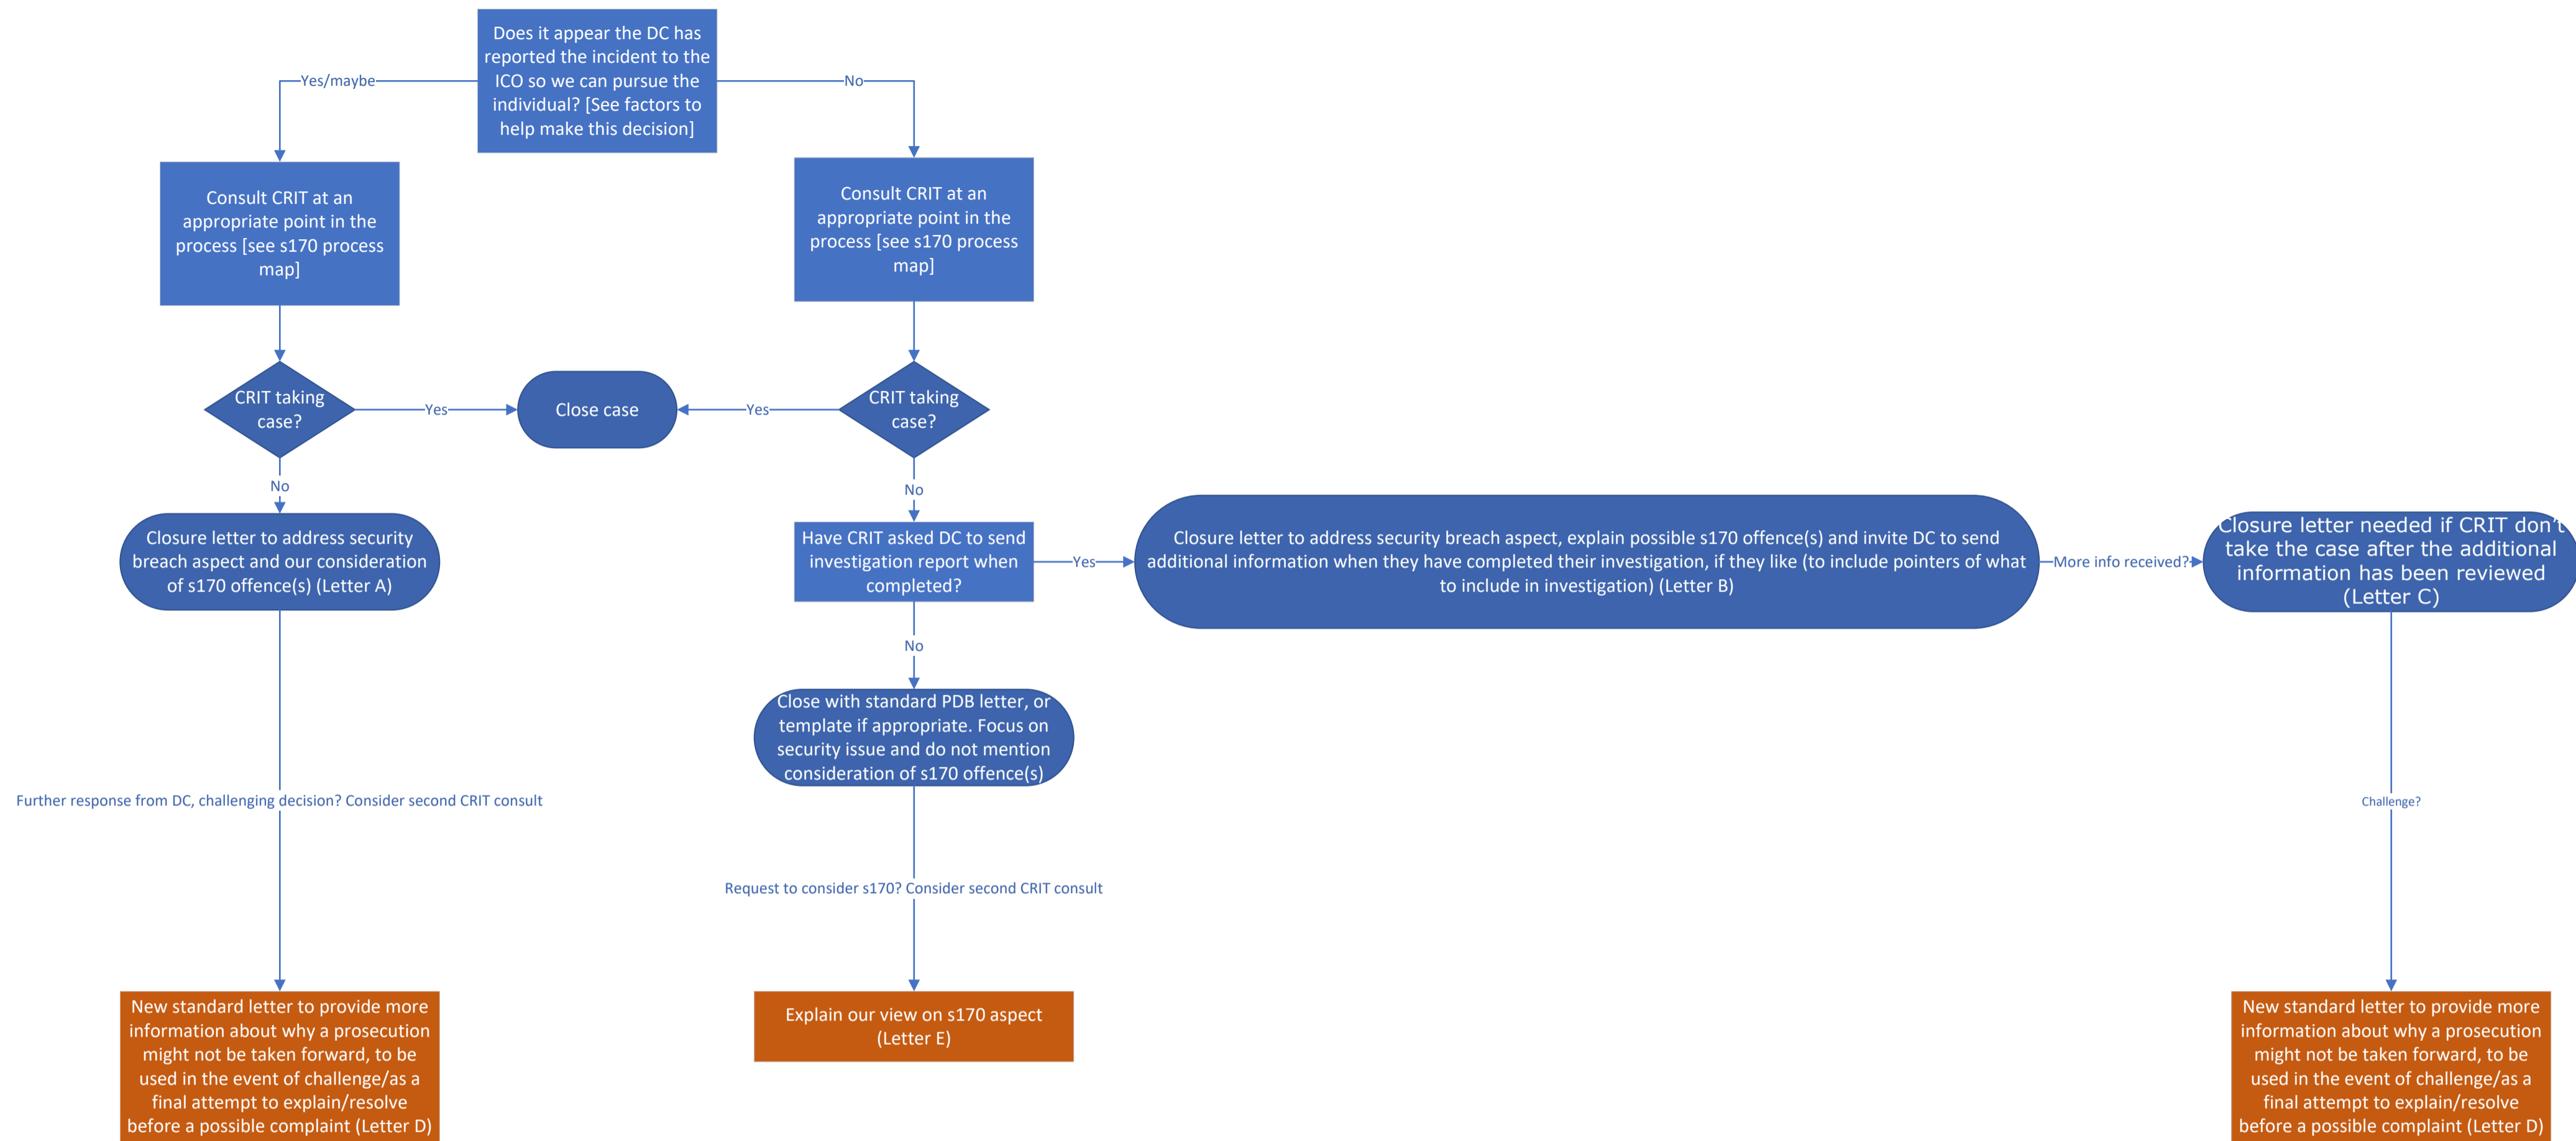 Does it appear the DC has
reported the incident to the
ICO so we can pursue the
individual? [See factors to
help make this decision]
Yes/maybe
No
Consult CRIT at an
appropriate point in the
process [see s170 process
map]
Consult CRIT at an
appropriate point in the
process [see s170 process
map]
CRIT taking
case?
Yes
Close case
Yes
CRIT taking
case?
No
No
Closure letter to address security
breach aspect and our consideration
of s170 offence(s) (Letter A)
Have CRIT asked DC to send
investigation report when
completed?
Yes
Closure letter to address security breach aspect, explain possible s170 offence(s) and invite DC to send
additional information when they have completed their investigation, if they like (to include pointers of what
to include in investigation) (Letter B)
More info received?
Closure letter needed if CRIT don't
take the case after the additional
information has been reviewed
(Letter C)
No
Close with standard PDB letter, or
template if appropriate. Focus on
security issue and do not mention
consideration of s170 offence(s)
Further response from DC, challenging decision? Consider second CRIT consult
Challenge?
Request to consider s170? Consider second CRIT consult
New standard letter to provide more
information about why a prosecution
might not be taken forward, to be
used in the event of challenge/as a
final attempt to explain/resolve
before a possible complaint (Letter D)
Explain our view on s170 aspect
(Letter E)
New standard letter to provide more
information about why a prosecution
might not be taken forward, to be
used in the event of challenge/as a
final attempt to explain/resolve
before a possible complaint (Letter D)